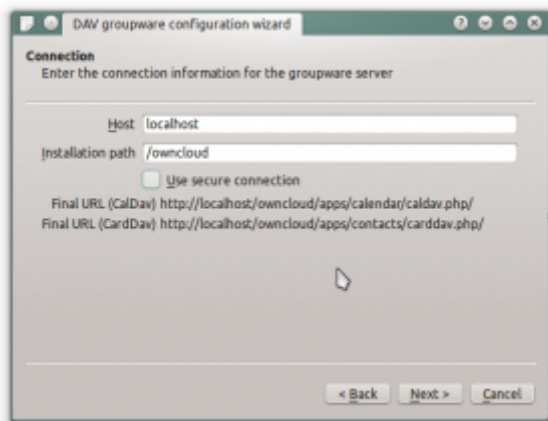 DAV groupware configuration wizard
Connection
Enter the connection information for the groupware server
Host localhost
Installation path /owncloud
Use secure connection
Final URL (CalDav) http://localhost/owncloud/apps/calendar/caldav.php/
Final URL (CardDav) http://localhost/owncloud/apps/contacts/carddav.php/
< Back Next > Cancel